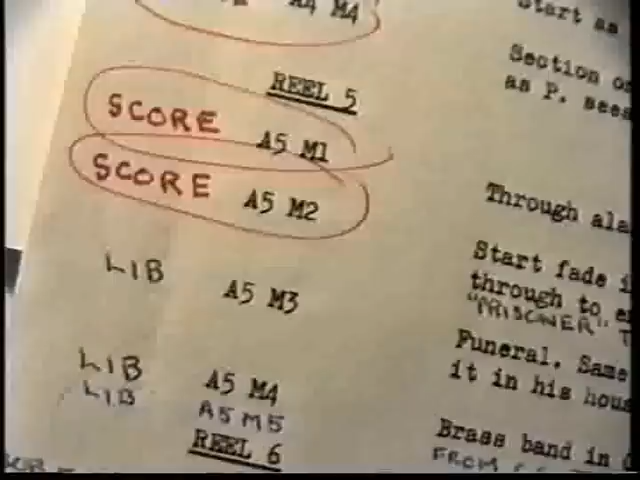 A4 M4
Start as
Section
as P. sees
REEL 5
SCORE A5 M1
SCORE A5 M2
Through
Start fade
LIB A5 M3
through to
"PRISONER"
Funeral. Same
LIB A5 M4
it in his
LIB A5 M5
Brass band in
REEL 6
FROM